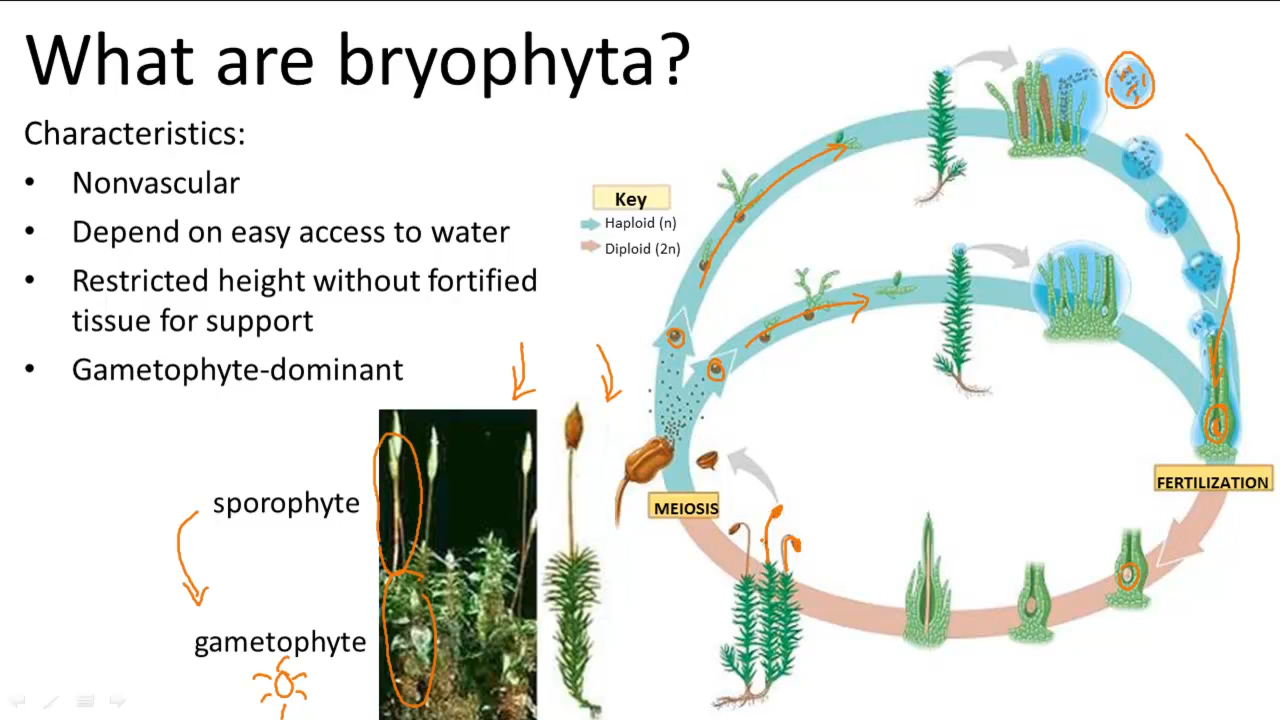 What are bryophyta?
Characteristics:
• Nonvascular
• Depend on easy access to water
• Restricted height without fortified
tissue for support
• Gametophyte-dominant
sporophyte
gametophyte
Key
Haploid (n)
Diploid (2n)
MEIOSIS
FERTILIZATION